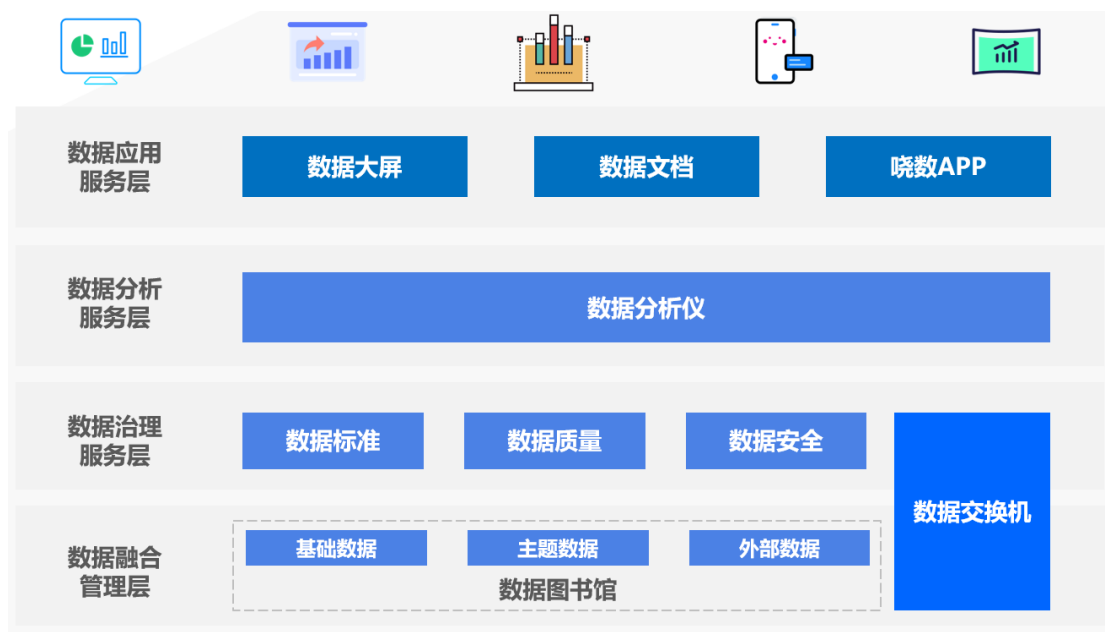 数据应用
服务层
数据大屏
数据文档
哓数APP
数据分析
服务层
数据分析仪
数据治理
服务层
数据标准
数据质量
数据安全
数据交换机
数据融合
管理层
基础数据
主题数据
外部数据
数据图书馆